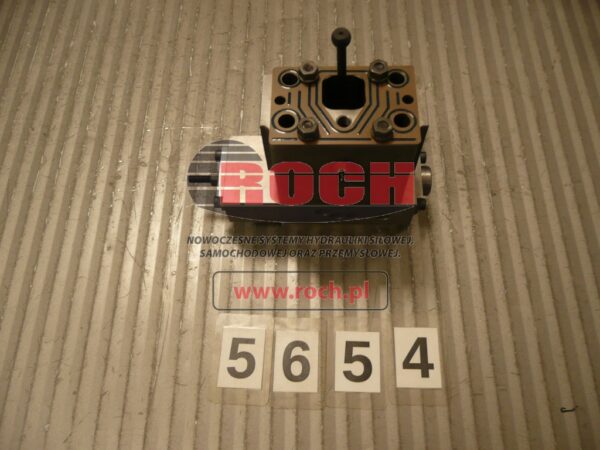 ROCH
NOWOCZESNE SYSTEMY HYDRAULIKI SIŁOWEJ,
SAMOCHODOWEJ ORAZ PRZEMYSŁOWEJ.
www.roch.pl
5 6 5 4